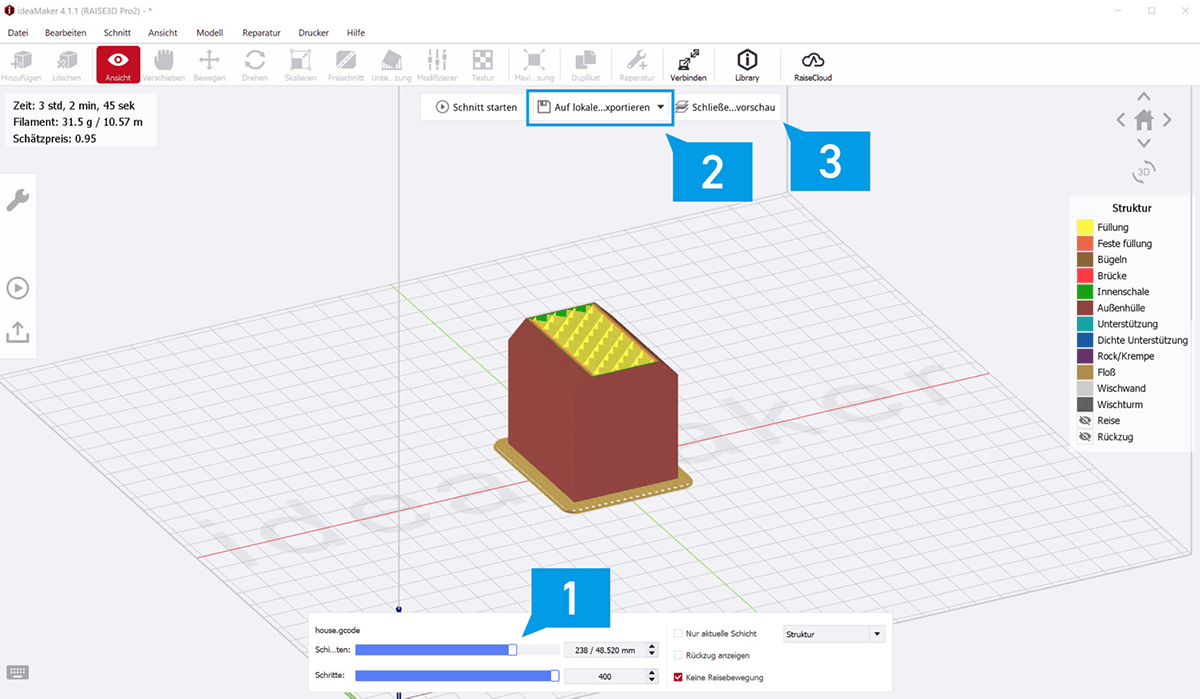 ideaMaker 4.1.1 (RAISE3D Pro2) - *
Datei Bearbeiten Schnitt Ansicht Modell Reparatur Drucker Hilfe
Hinzufügen Löschen Ansicht Verschieben Bewegen Drehen Skalieren Freischnitt Unte...zung Modifizierer Textur Maxi...sung Duplikat Reparatur Verbinden Library RaiseCloud
Zeit: 3 std, 2 min, 45 sek
Filament: 31.5 g / 10.57 m
Schätzpreis: 0.95
Schnitt starten Auf lokale...xportieren Schließe...vorschau
2
3
3D
Struktur
Füllung
Feste füllung
Bügeln
Brücke
Innenschale
Außenhülle
Unterstützung
Dichte Unterstützung
Rock/Krempe
Floß
Wischwand
Wischturm
Reise
Rückzug
ideaMaker
1
house.gcode
Schi...ten: 238 / 48.520 mm
Schritte: 400
Nur aktuelle Schicht Struktur
Rückzug anzeigen
Keine Reisebewegung